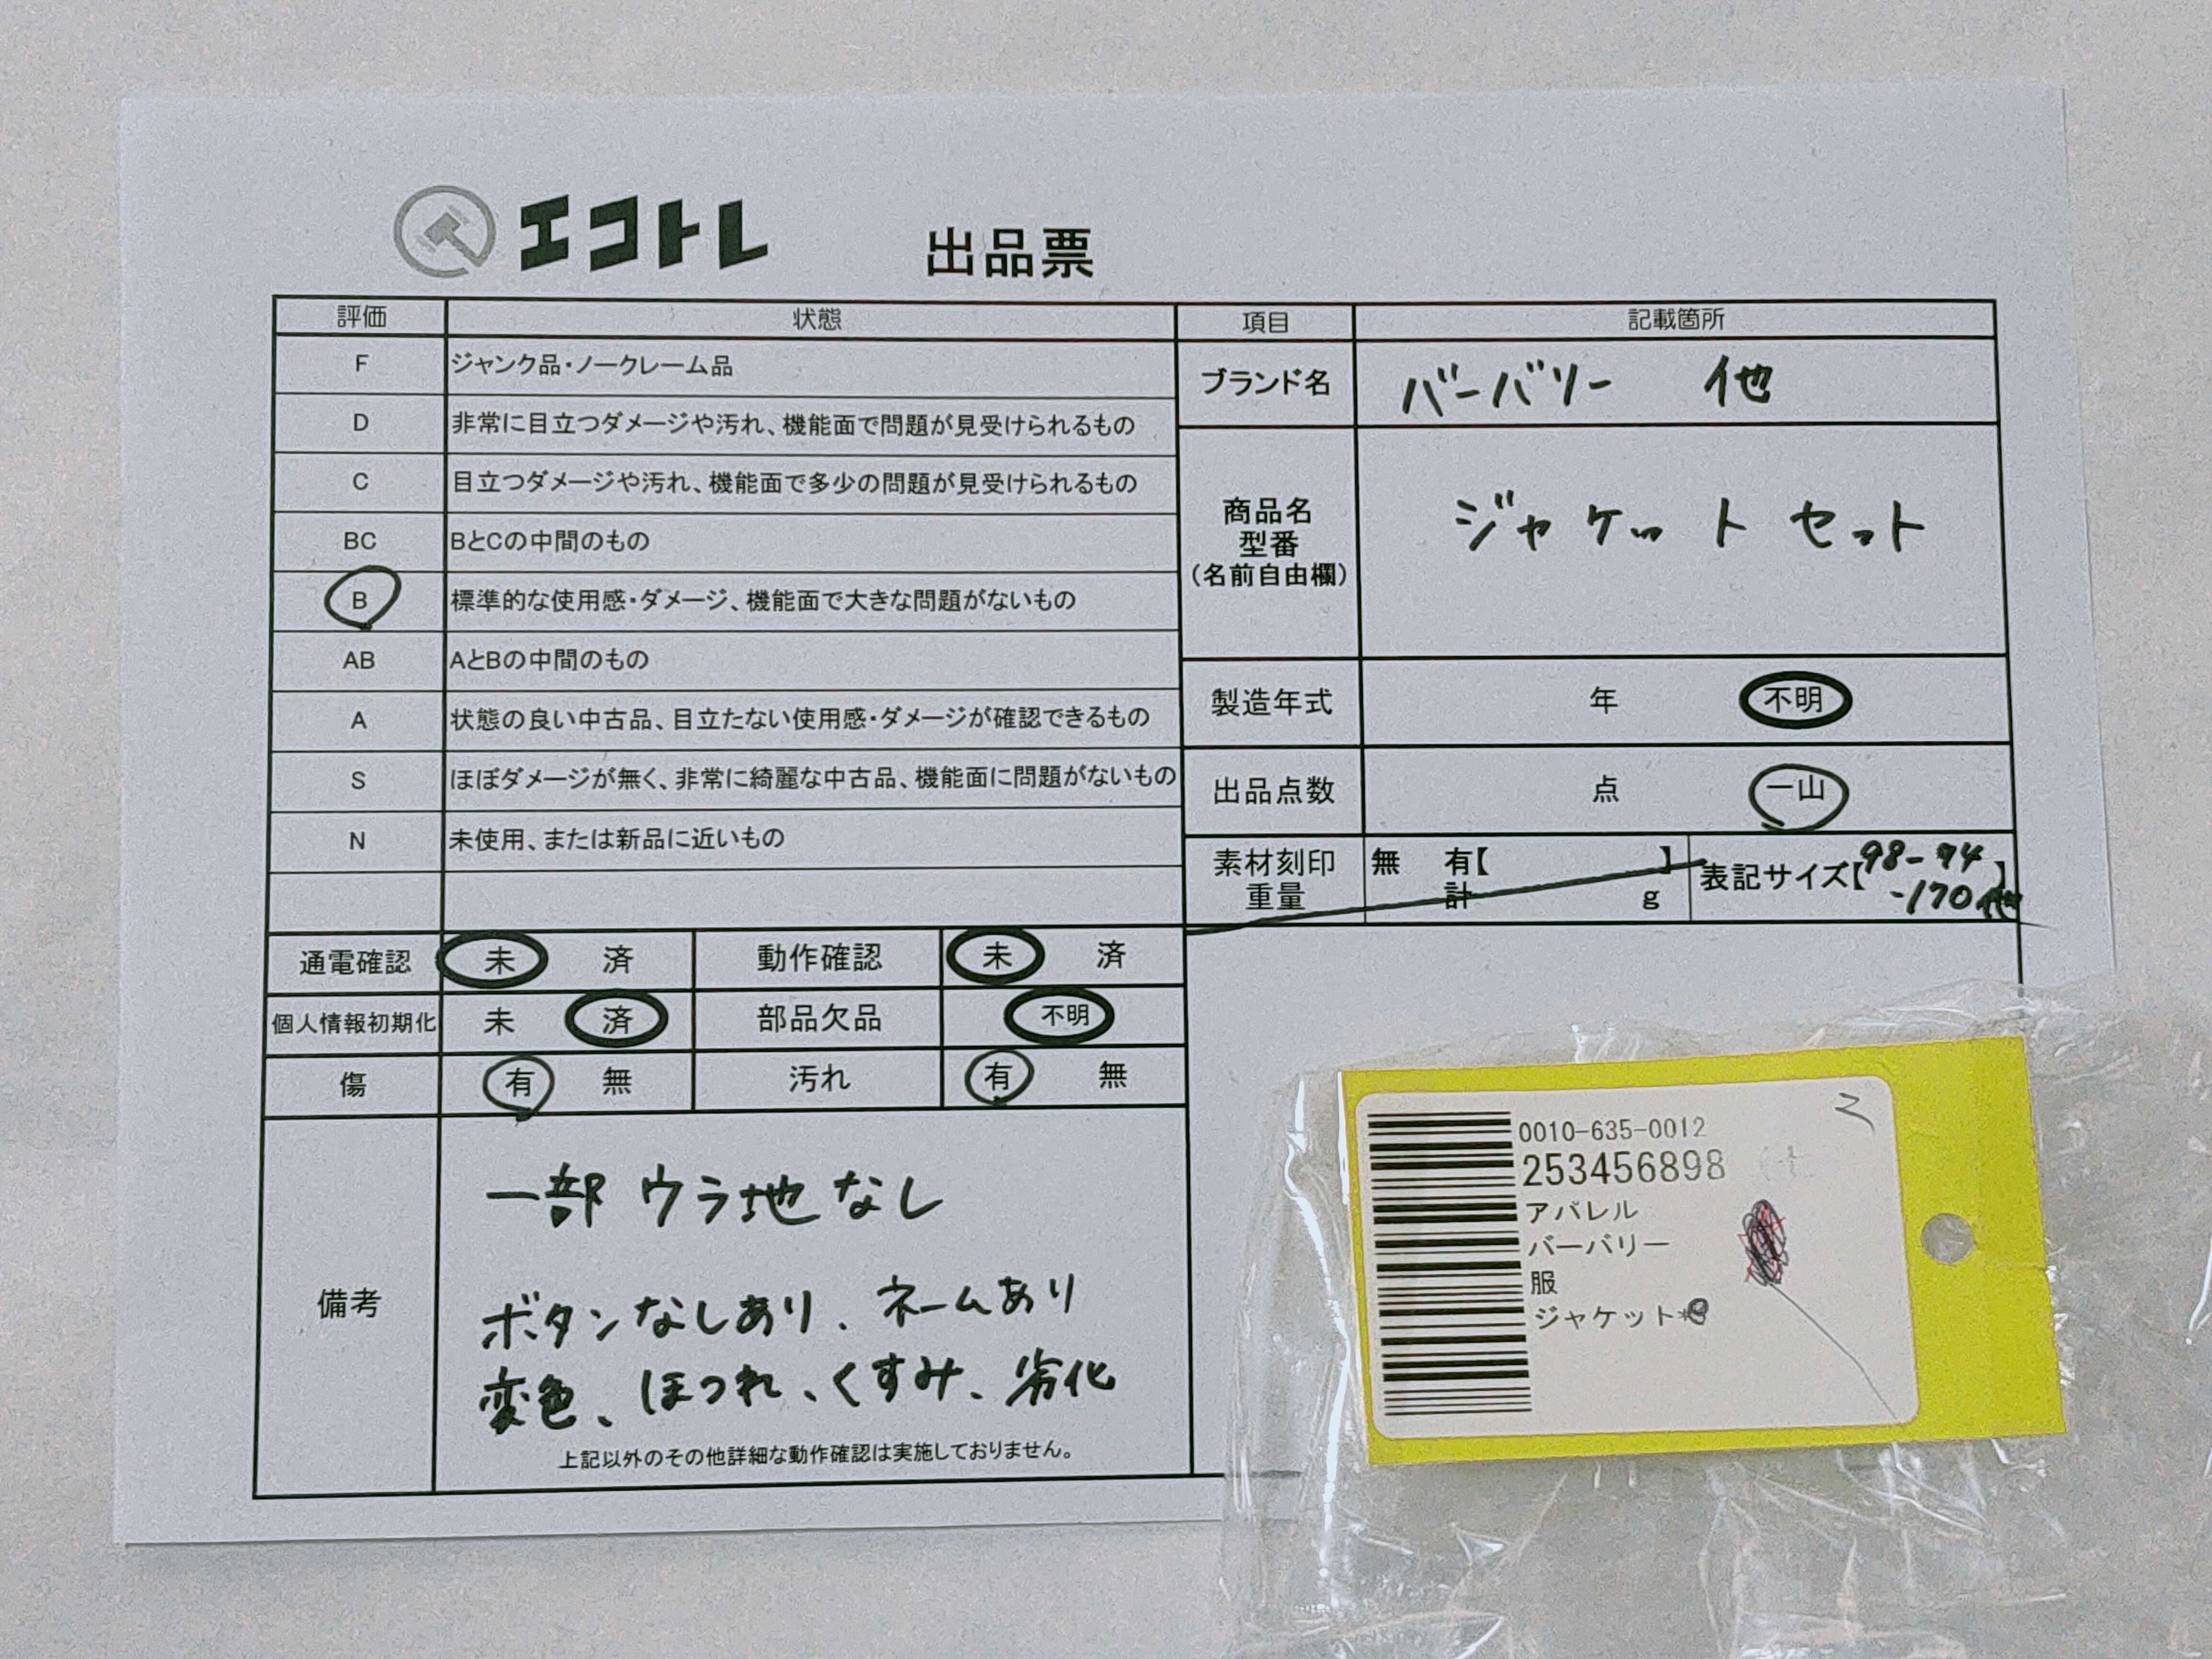 エコトレ 出品票
評価 状態
F ジャンク品・ノークレーム品
D 非常に目立つダメージや汚れ、機能面で問題が見受けられるもの
C 目立つダメージや汚れ、機能面で多少の問題が見受けられるもの
BC BとCの中間のもの
B 標準的な使用感・ダメージ、機能面で大きな問題がないもの
AB AとBの中間のもの
A 状態の良い中古品、目立たない使用感・ダメージが確認できるもの
S ほぼダメージが無く、非常に綺麗な中古品、機能面に問題がないもの
N 未使用、または新品に近いもの
項目 記載箇所
ブランド名 バーバリー 他
商品名
型番
（名前自由欄）
ジャケットセット
製造年式 年 不明
出品点数 点 一山
素材刻印 無 有【 】
重量 計 g
表記サイズ【98-94
-170他】
通電確認 未 済 動作確認 未 済
個人情報初期化 未 済 部品欠品 不明
傷 有 無 汚れ 有 無
備考
一部 ウラ地なし
ボタンなしあり、ネームあり
変色、ほつれ、くすみ、劣化
上記以外のその他詳細な動作確認は実施しておりません。
0010-635-0012
253456898
アパレル
バーバリー
服
ジャケット*